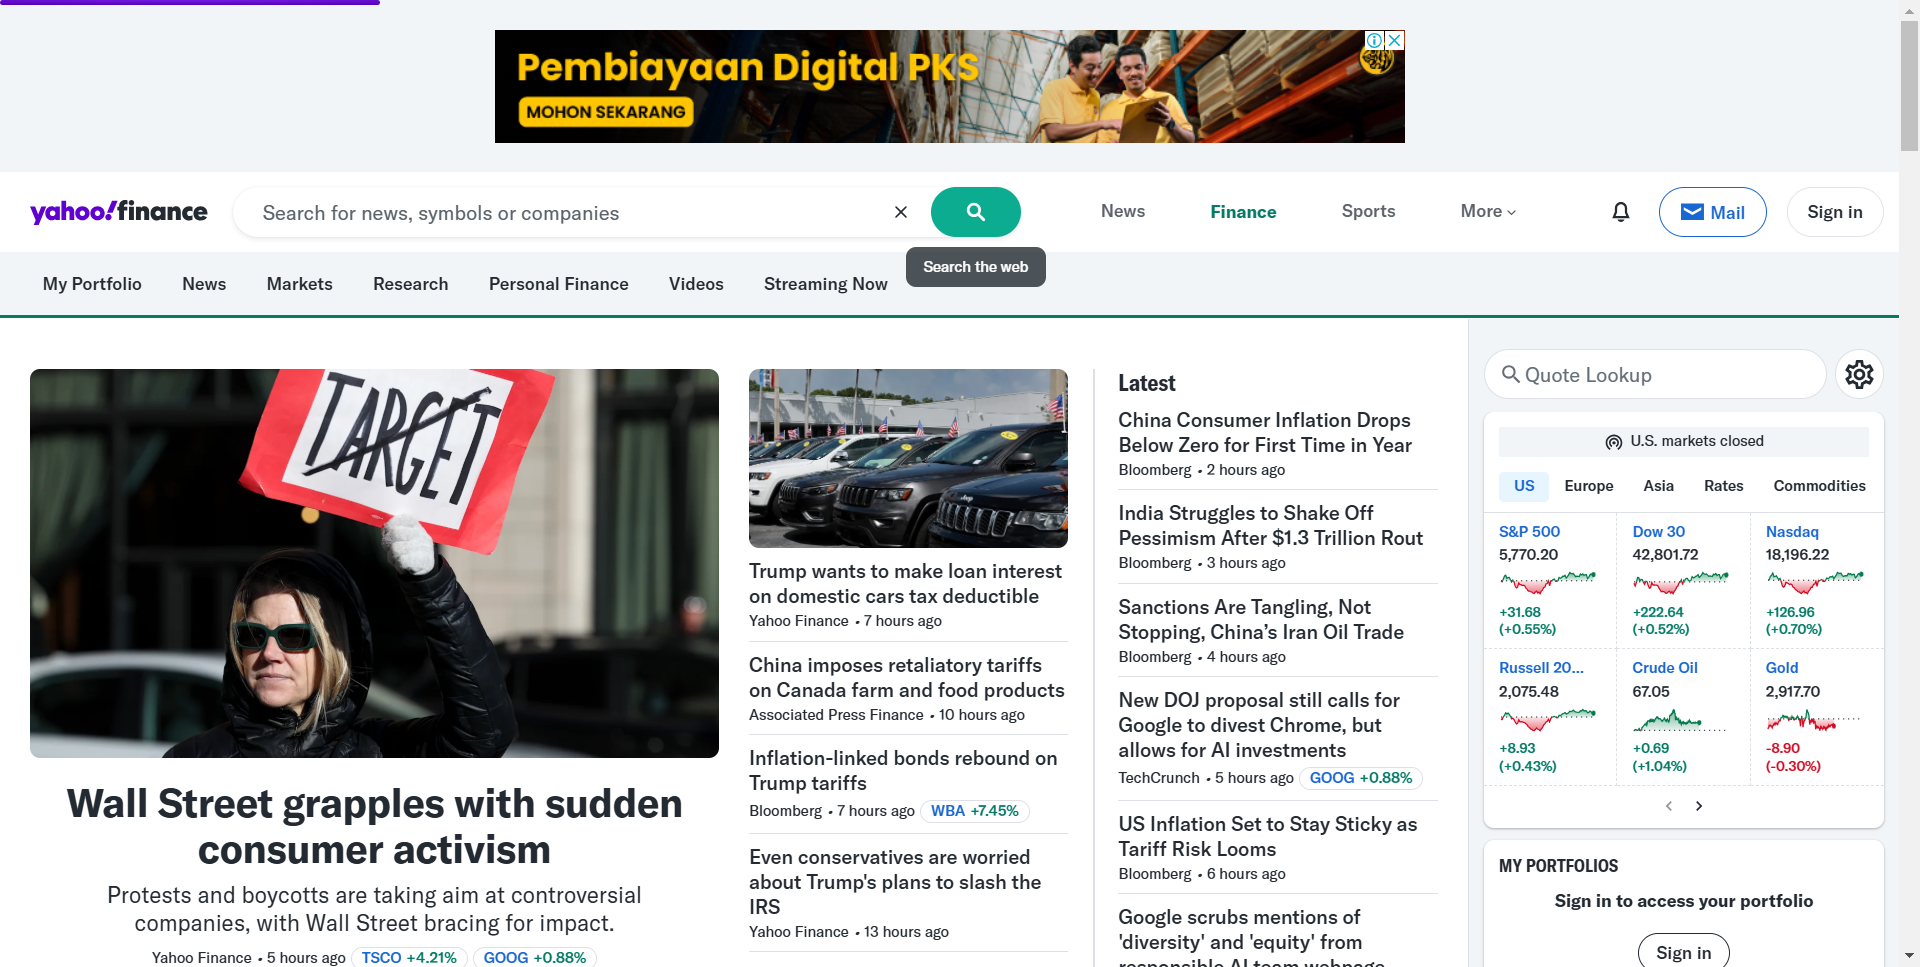 Pembiayaan Digital PKS
MOHON SEKARANG
yahoo!finance
Search for news, symbols or companies
News
Finance
Sports
More
Mail
Sign in
Search the web
My Portfolio
News
Markets
Research
Personal Finance
Videos
Streaming Now
TARGET
Wall Street grapples with sudden
consumer activism
Protests and boycotts are taking aim at controversial
companies, with Wall Street bracing for impact.
Yahoo Finance • 5 hours ago TSCO +4.21% GOOG +0.88%
Trump wants to make loan interest
on domestic cars tax deductible
Yahoo Finance • 7 hours ago
China imposes retaliatory tariffs
on Canada farm and food products
Associated Press Finance • 10 hours ago
Inflation-linked bonds rebound on
Trump tariffs
Bloomberg • 7 hours ago WBA +7.45%
Even conservatives are worried
about Trump's plans to slash the
IRS
Yahoo Finance • 13 hours ago
Latest
China Consumer Inflation Drops
Below Zero for First Time in Year
Bloomberg • 2 hours ago
India Struggles to Shake Off
Pessimism After $1.3 Trillion Rout
Bloomberg • 3 hours ago
Sanctions Are Tangling, Not
Stopping, China’s Iran Oil Trade
Bloomberg • 4 hours ago
New DOJ proposal still calls for
Google to divest Chrome, but
allows for AI investments
TechCrunch • 5 hours ago GOOG +0.88%
US Inflation Set to Stay Sticky as
Tariff Risk Looms
Bloomberg • 6 hours ago
Google scrubs mentions of
'diversity' and 'equity' from
responsible AI team webpage
Quote Lookup
U.S. markets closed
US
Europe
Asia
Rates
Commodities
S&P 500
5,770.20
+31.68
(+0.55%)
Dow 30
42,801.72
+222.64
(+0.52%)
Nasdaq
18,196.22
+126.96
(+0.70%)
Russell 20...
2,075.48
+8.93
(+0.43%)
Crude Oil
67.05
+0.69
(+1.04%)
Gold
2,917.70
-8.90
(-0.30%)
MY PORTFOLIOS
Sign in to access your portfolio
Sign in